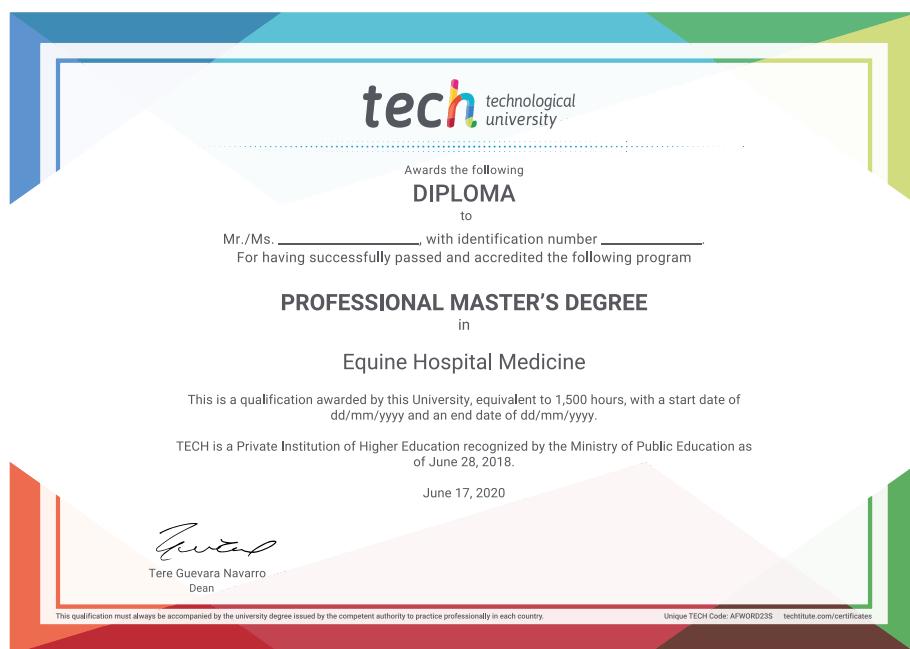 tech technological
university
Awards the following
DIPLOMA
to
Mr./Ms. ____________________, with identification number ______________.
For having successfully passed and accredited the following program
PROFESSIONAL MASTER'S DEGREE
in
Equine Hospital Medicine
This is a qualification awarded by this University, equivalent to 1,500 hours, with a start date of
dd/mm/yyyy and an end date of dd/mm/yyyy.
TECH is a Private Institution of Higher Education recognized by the Ministry of Public Education as
of June 28, 2018.
June 17, 2020
Tere Guevara Navarro
Dean
This qualification must always be accompanied by the university degree issued by the competent authority to practice professionally in each country.
Unique TECH Code: AFWORD23S techtitute.com/certificates